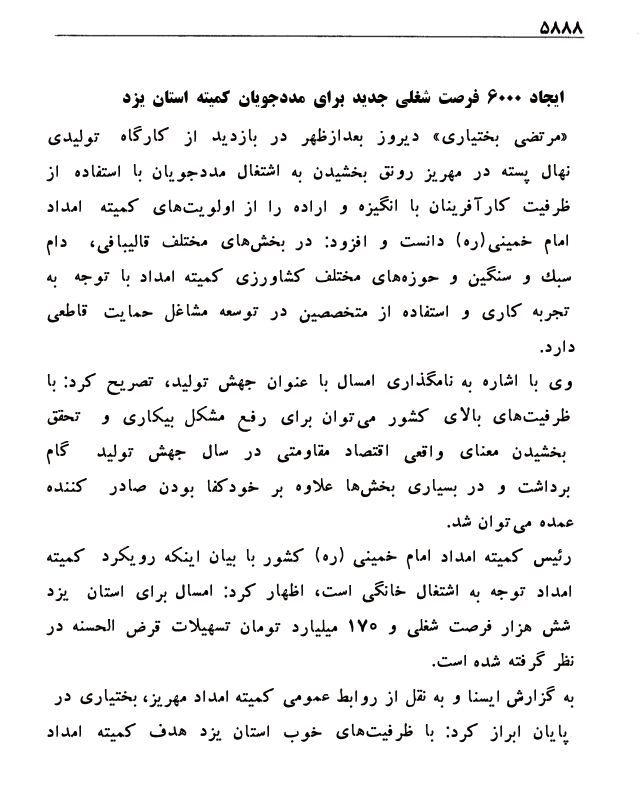 ۵۸۸۸
ایجاد ۶۰۰۰ فرصت شغلی جدید برای مددجویان کمیته استان یزد
«مرتضی بختیاری» دیروز بعدازظهر در بازدید از کارگاه تولیدی
نهال پسته در مهریز رونق بخشیدن به اشتغال مددجویان با استفاده از
ظرفیت کارآفرینان با انگیزه و اراده را از اولویت‌های کمیته امداد
امام خمینی(ره) دانست و افزود: در بخش‌های مختلف قالیبافی، دام
سبك و سنگین و حوزه‌های مختلف کشاورزی کمیته امداد با توجه به
تجربه کاری و استفاده از متخصصین در توسعه مشاغل حمایت قاطعی
دارد.
وی با اشاره به نامگذاری امسال با عنوان جهش تولید، تصریح کرد: با
ظرفیت‌های بالای کشور می‌توان برای رفع مشکل بیکاری و تحقق
بخشیدن معنای واقعی اقتصاد مقاومتی در سال جهش تولید گام
برداشت و در بسیاری بخش‌ها علاوه بر خودکفا بودن صادر کننده
عمده می‌توان شد.
رئیس کمیته امداد امام خمینی (ره) کشور با بیان اینکه رویکرد کمیته
امداد توجه به اشتغال خانگی است، اظهار کرد: امسال برای استان یزد
شش هزار فرصت شغلی و ۱۷۰ میلیارد تومان تسهیلات قرض الحسنه در
نظر گرفته شده است.
به گزارش ایسنا و به نقل از روابط عمومی کمیته امداد مهریز، بختیاری در
پایان ابراز کرد: با ظرفیت‌های خوب استان یزد هدف کمیته امداد